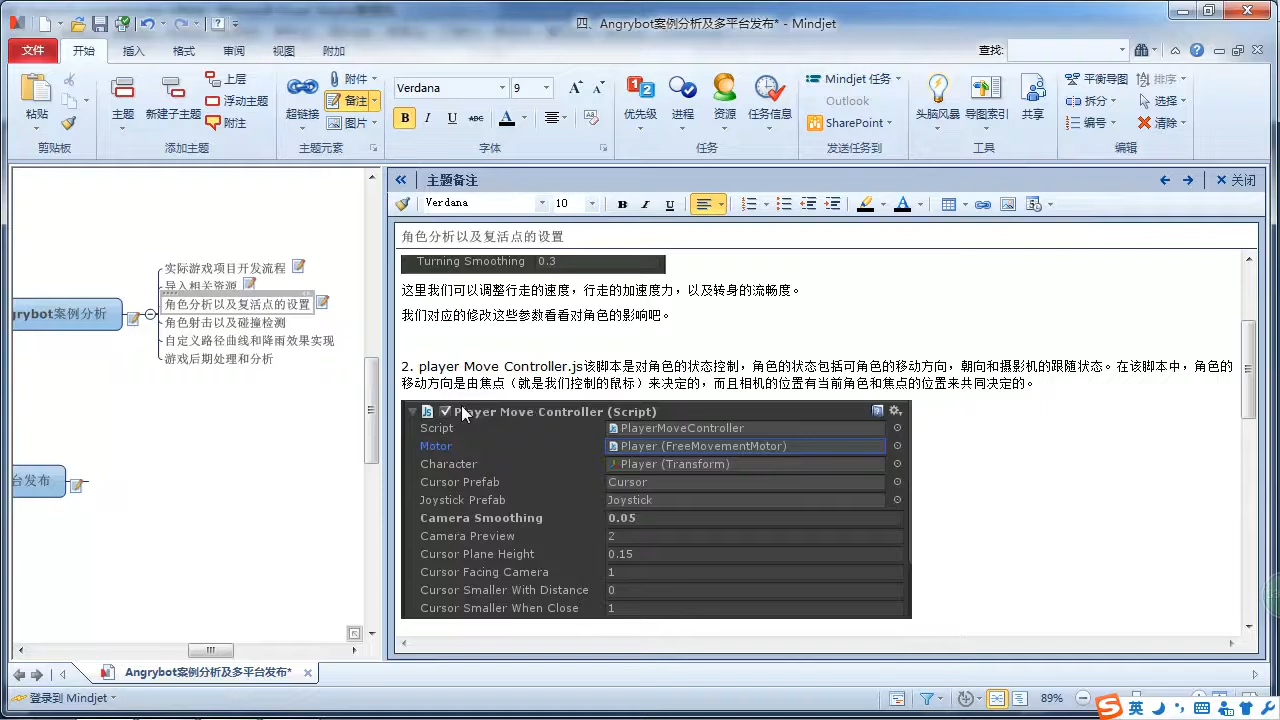 四、Angrybot案例分析及多平台发布* - Mindjet
文件 开始 插入 格式 审阅 视图 附加 查找:
粘贴
剪贴板
主题 新建子主题 上层 浮动主题 附注
添加主题
超链接 附件 备注 图片
主题元素
Verdana 9
B I U ABC A
字体
优先级 进程 资源 任务信息
任务
Mindjet 任务
Outlook
SharePoint
发送任务到
头脑风暴 导图索引 共享
工具
平衡导图 排序
拆分 选择
编号 清除
编辑
grybot案例分析
实际游戏项目开发流程
导入相关资源
角色分析以及复活点的设置
角色射击以及碰撞检测
自定义路径曲线和降雨效果实现
游戏后期处理和分析
台发布
主题备注 关闭
Verdana 10 B I U A
角色分析以及复活点的设置
Turning Smoothing 0.3
这里我们可以调整行走的速度，行走的加速度力，以及转身的流畅度。
我们对应的修改这些参数看看对角色的影响吧。
2. player Move Controller.js该脚本是对角色的状态控制，角色的状态包括可角色的移动方向，朝向和摄影机的跟随状态。在该脚本中，角色的
移动方向是由焦点（就是我们控制的鼠标）来决定的，而且相机的位置有当前角色和焦点的位置来共同决定的。
Player Move Controller (Script)
Script PlayerMoveController
Motor Player (FreeMovementMotor)
Character Player (Transform)
Cursor Prefab Cursor
Joystick Prefab Joystick
Camera Smoothing 0.05
Camera Preview 2
Cursor Plane Height 0.15
Cursor Facing Camera 1
Cursor Smaller With Distance 0
Cursor Smaller When Close 1
Angrybot案例分析及多平台发布*
登录到 Mindjet 89% 英